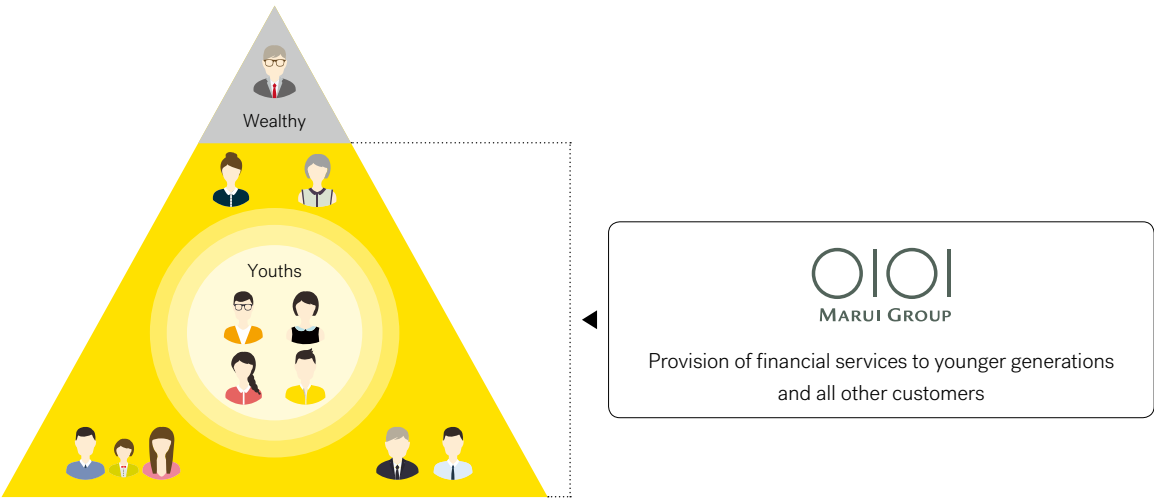 Wealthy
Youths
OIOI
MARUI GROUP
Provision of financial services to younger generations
and all other customers